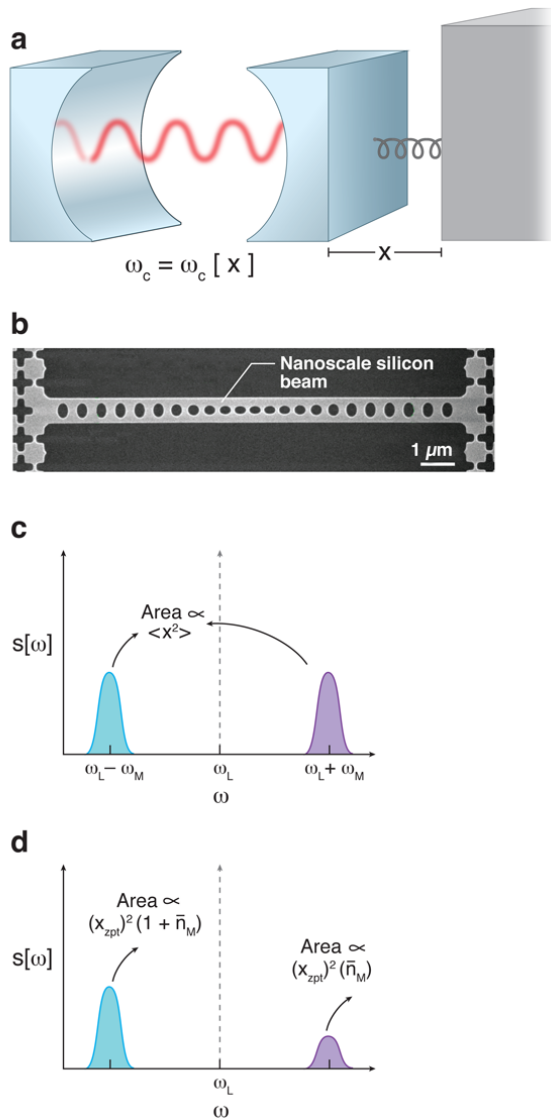 a
x
ω_c = ω_c [ x ]
b
Nanoscale silicon
beam
1 μm
c
Area ∝
<x²>
s[ω]
ω_L − ω_M
ω_L
ω_L + ω_M
ω
d
Area ∝
(x_zpt)² (1 + n̄_M)
Area ∝
(x_zpt)² (n̄_M)
s[ω]
ω_L
ω